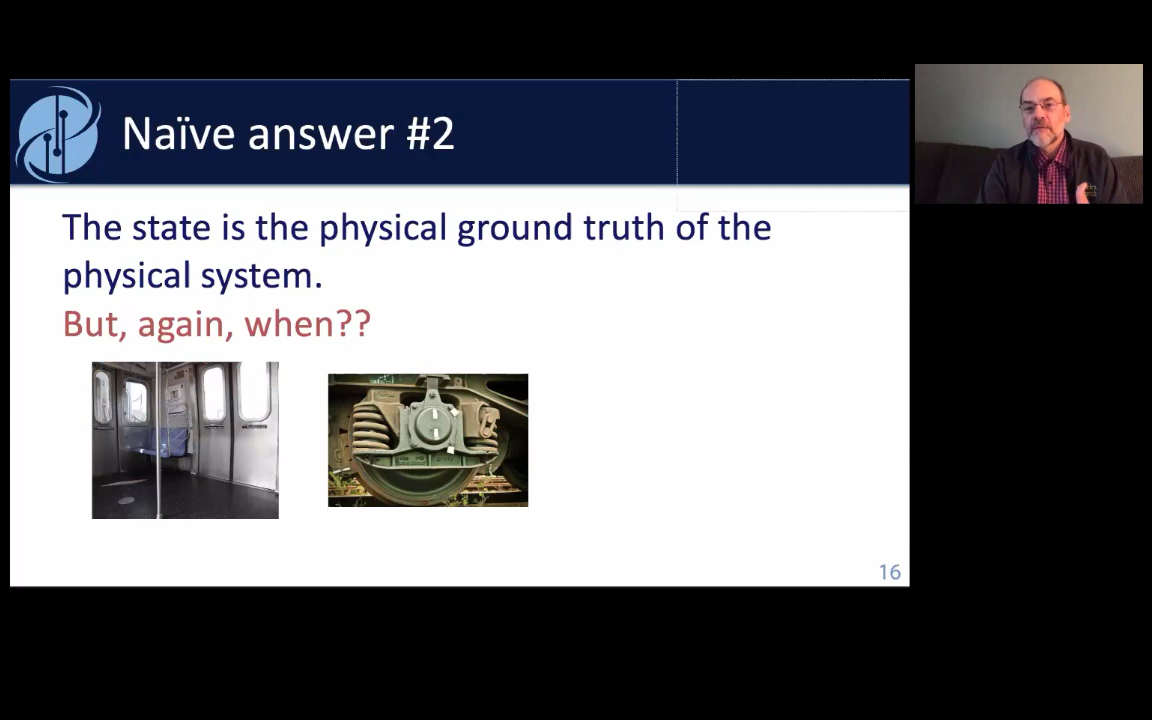 Naïve answer #2
The state is the physical ground truth of the
physical system.
But, again, when??
16